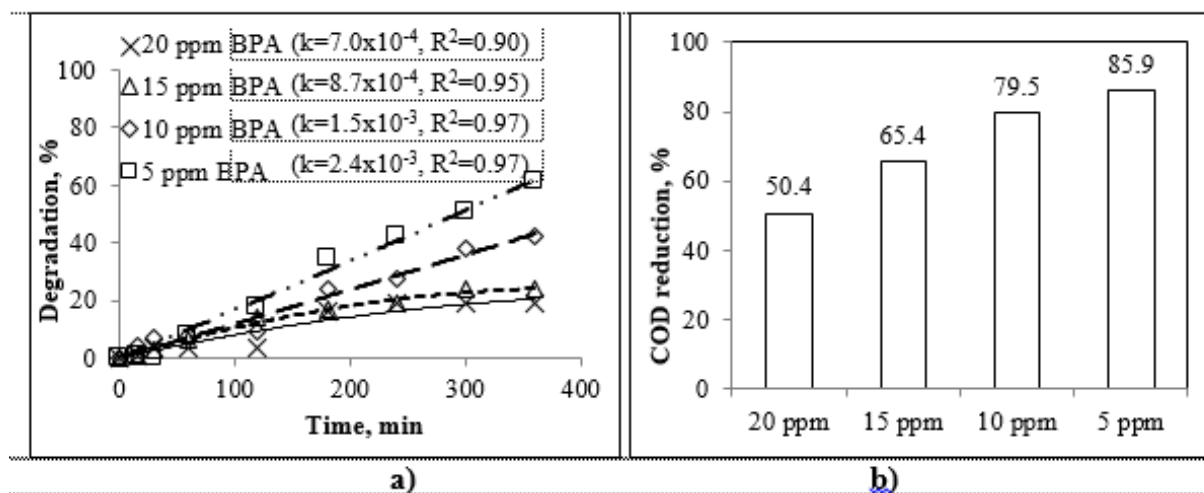 ×20 ppm BPA (k=7.0x10⁻⁴, R²=0.90)
△15 ppm BPA (k=8.7x10⁻⁴, R²=0.95)
◇10 ppm BPA (k=1.5x10⁻³, R²=0.97)
□5 ppm BPA (k=2.4x10⁻³, R²=0.97)
100
80
60
40
20
0
Degradation, %
0 100 200 300 400
Time, min
a)
100
80
60
40
20
0
COD reduction, %
50.4
65.4
79.5
85.9
20 ppm 15 ppm 10 ppm 5 ppm
b)